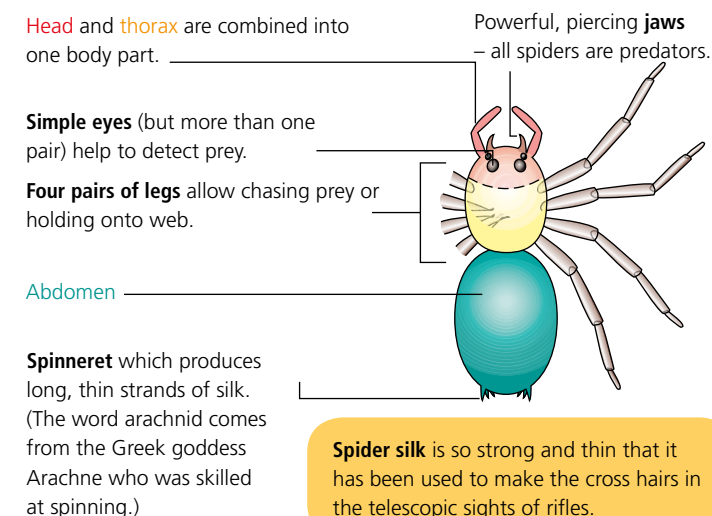 Head and thorax are combined into
one body part.
Powerful, piercing jaws
– all spiders are predators.
Simple eyes (but more than one
pair) help to detect prey.
Four pairs of legs allow chasing prey or
holding onto web.
Abdomen
Spinneret which produces
long, thin strands of silk.
(The word arachnid comes
from the Greek goddess
Arachne who was skilled
at spinning.)
Spider silk is so strong and thin that it
has been used to make the cross hairs in
the telescopic sights of rifles.